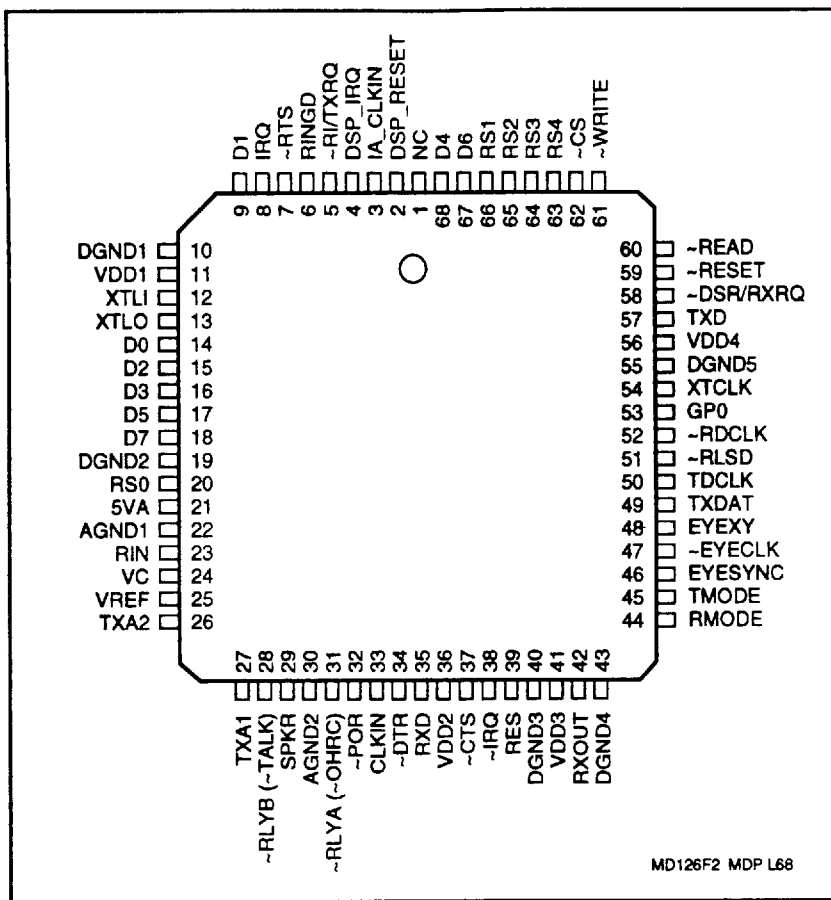 D1
IRQ
~RTS
RINGD
~RI/TXRQ
DSP_IRQ
IA_CLKIN
DSP_RESET
NC
D4
D6
RS1
RS2
RS3
RS4
~CS
~WRITE
9 8 7 6 5 4 3 2 1 68 67 66 65 64 63 62 61
DGND1 10
VDD1 11
XTLI 12
XTLO 13
D0 14
D2 15
D3 16
D5 17
D7 18
DGND2 19
RS0 20
5VA 21
AGND1 22
RIN 23
VC 24
VREF 25
TXA2 26
60 ~READ
59 ~RESET
58 ~DSR/RXRQ
57 TXD
56 VDD4
55 DGND5
54 XTCLK
53 GP0
52 ~RDCLK
51 ~RLSD
50 TDCLK
49 TXDAT
48 EYEXY
47 ~EYECLK
46 EYESYNC
45 TMODE
44 RMODE
27 28 29 30 31 32 33 34 35 36 37 38 39 40 41 42 43
TXA1
~RLYB (~TALK)
SPKR
AGND2
~RLYA (~OHRC)
~POR
CLKIN
~DTR
RXD
VDD2
~CTS
~IRQ
RES
DGND3
VDD3
RXOUT
DGND4
MD126F2 MDP L68